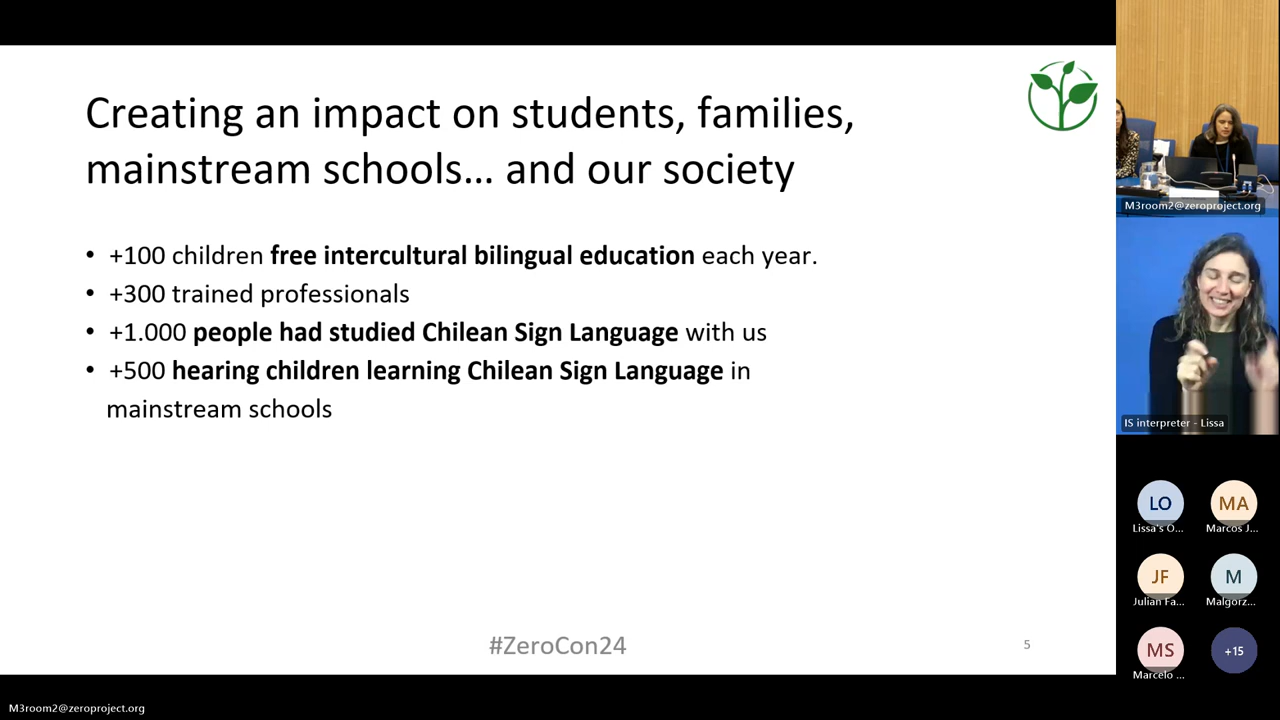 Creating an impact on students, families,
mainstream schools... and our society
• +100 children free intercultural bilingual education each year.
• +300 trained professionals
• +1.000 people had studied Chilean Sign Language with us
• +500 hearing children learning Chilean Sign Language in
mainstream schools
#ZeroCon24
5
M3room2@zeroproject.org
IS interpreter - Lissa
LO
Lissa's O...
MA
Marcos J...
JF
Julian Fa...
M
Malgorz...
MS
Marcelo ...
+15
M3room2@zeroproject.org